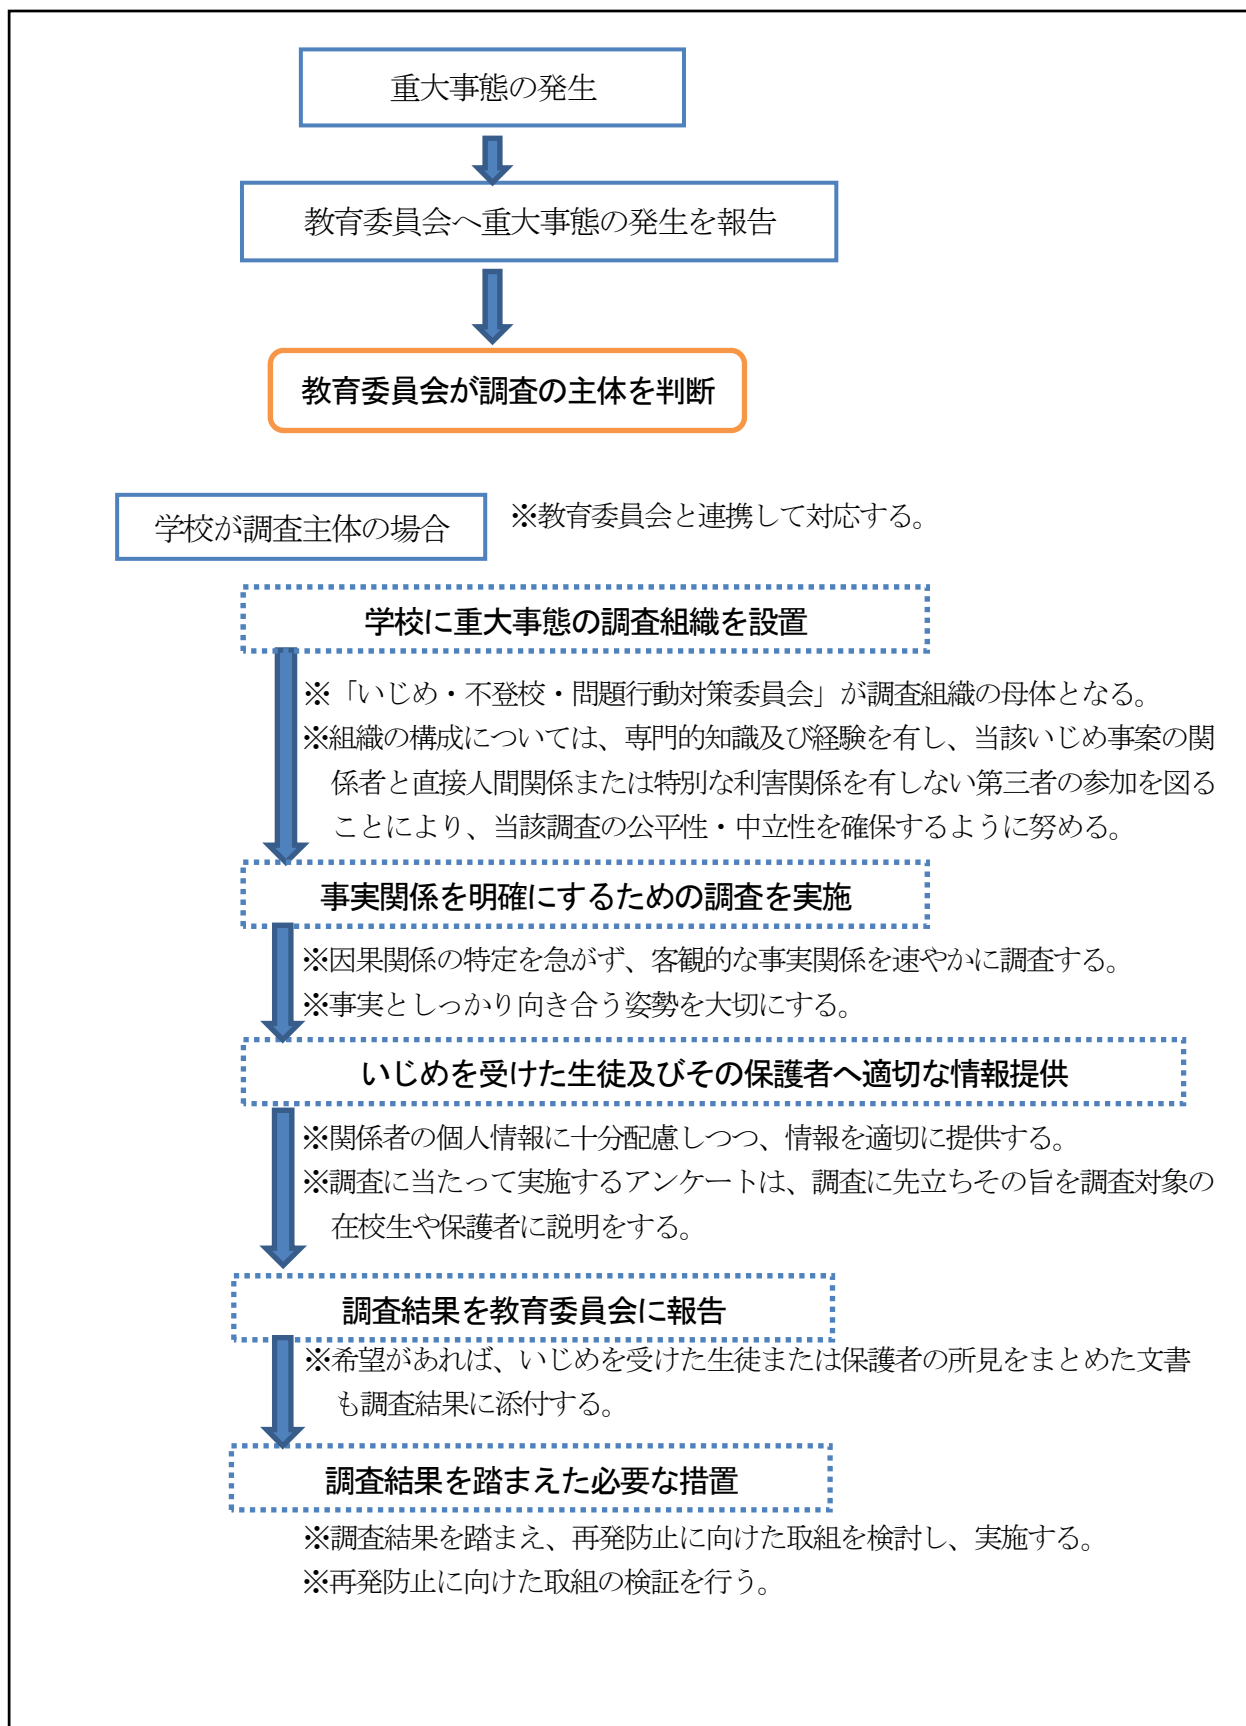 重大事態の発生
教育委員会へ重大事態の発生を報告
教育委員会が調査の主体を判断
学校が調査主体の場合
※教育委員会と連携して対応する。
学校に重大事態の調査組織を設置
※「いじめ・不登校・問題行動対策委員会」が調査組織の母体となる。
※組織の構成については、専門的知識及び経験を有し、当該いじめ事案の関
係者と直接人間関係または特別な利害関係を有しない第三者の参加を図る
ことにより、当該調査の公平性・中立性を確保するように努める。
事実関係を明確にするための調査を実施
※因果関係の特定を急がず、客観的な事実関係を速やかに調査する。
※事実としっかり向き合う姿勢を大切にする。
いじめを受けた生徒及びその保護者へ適切な情報提供
※関係者の個人情報に十分配慮しつつ、情報を適切に提供する。
※調査に当たって実施するアンケートは、調査に先立ちその旨を調査対象の
在校生や保護者に説明をする。
調査結果を教育委員会に報告
※希望があれば、いじめを受けた生徒または保護者の所見をまとめた文書
も調査結果に添付する。
調査結果を踏まえた必要な措置
※調査結果を踏まえ、再発防止に向けた取組を検討し、実施する。
※再発防止に向けた取組の検証を行う。